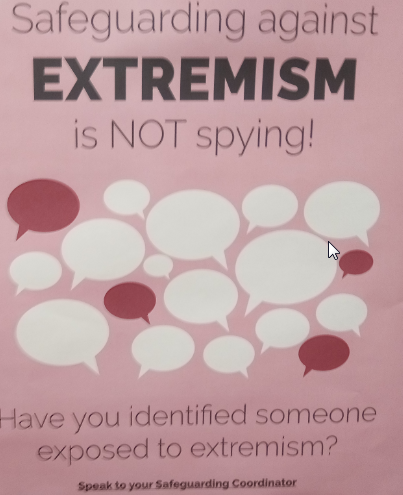 Safeguarding against
EXTREMISM
is NOT spying!
Have you identified someone
exposed to extremism?
Speak to your Safeguarding Coordinator